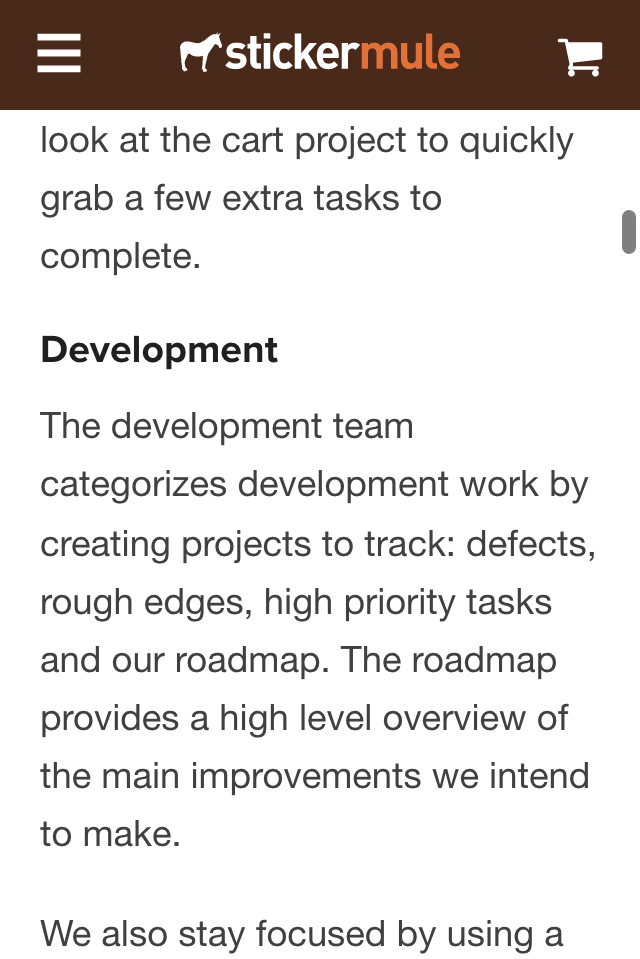 stickermule
look at the cart project to quickly
grab a few extra tasks to
complete.
Development
The development team
categorizes development work by
creating projects to track: defects,
rough edges, high priority tasks
and our roadmap. The roadmap
provides a high level overview of
the main improvements we intend
to make.
We also stay focused by using a